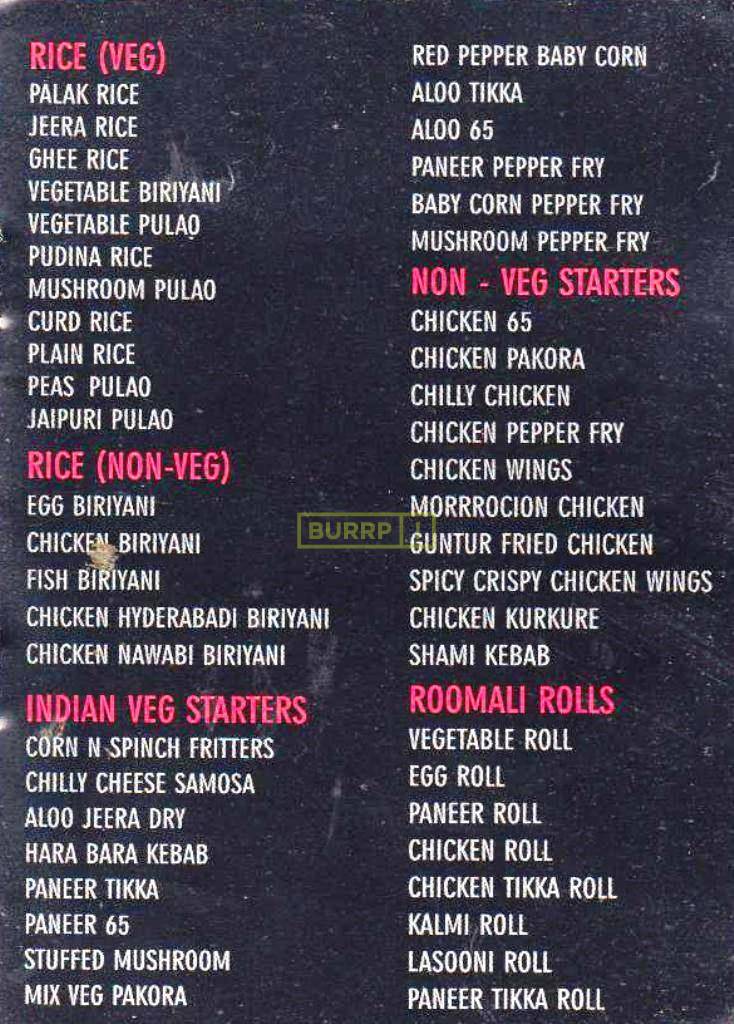 RICE (VEG)
PALAK RICE
JEERA RICE
GHEE RICE
VEGETABLE BIRIYANI
VEGETABLE PULAO
PUDINA RICE
MUSHROOM PULAO
CURD RICE
PLAIN RICE
PEAS PULAO
JAIPURI PULAO
RICE (NON-VEG)
EGG BIRIYANI
CHICKEN BIRIYANI
FISH BIRIYANI
CHICKEN HYDERABADI BIRIYANI
CHICKEN NAWABI BIRIYANI
INDIAN VEG STARTERS
CORN N SPINCH FRITTERS
CHILLY CHEESE SAMOSA
ALOO JEERA DRY
HARA BARA KEBAB
PANEER TIKKA
PANEER 65
STUFFED MUSHROOM
MIX VEG PAKORA
RED PEPPER BABY CORN
ALOO TIKKA
ALOO 65
PANEER PEPPER FRY
BABY CORN PEPPER FRY
MUSHROOM PEPPER FRY
NON - VEG STARTERS
CHICKEN 65
CHICKEN PAKORA
CHILLY CHICKEN
CHICKEN PEPPER FRY
CHICKEN WINGS
MORRROCION CHICKEN
GUNTUR FRIED CHICKEN
SPICY CRISPY CHICKEN WINGS
CHICKEN KURKURE
SHAMI KEBAB
ROOMALI ROLLS
VEGETABLE ROLL
EGG ROLL
PANEER ROLL
CHICKEN ROLL
CHICKEN TIKKA ROLL
KALMI ROLL
LASOONI ROLL
PANEER TIKKA ROLL
BURRP